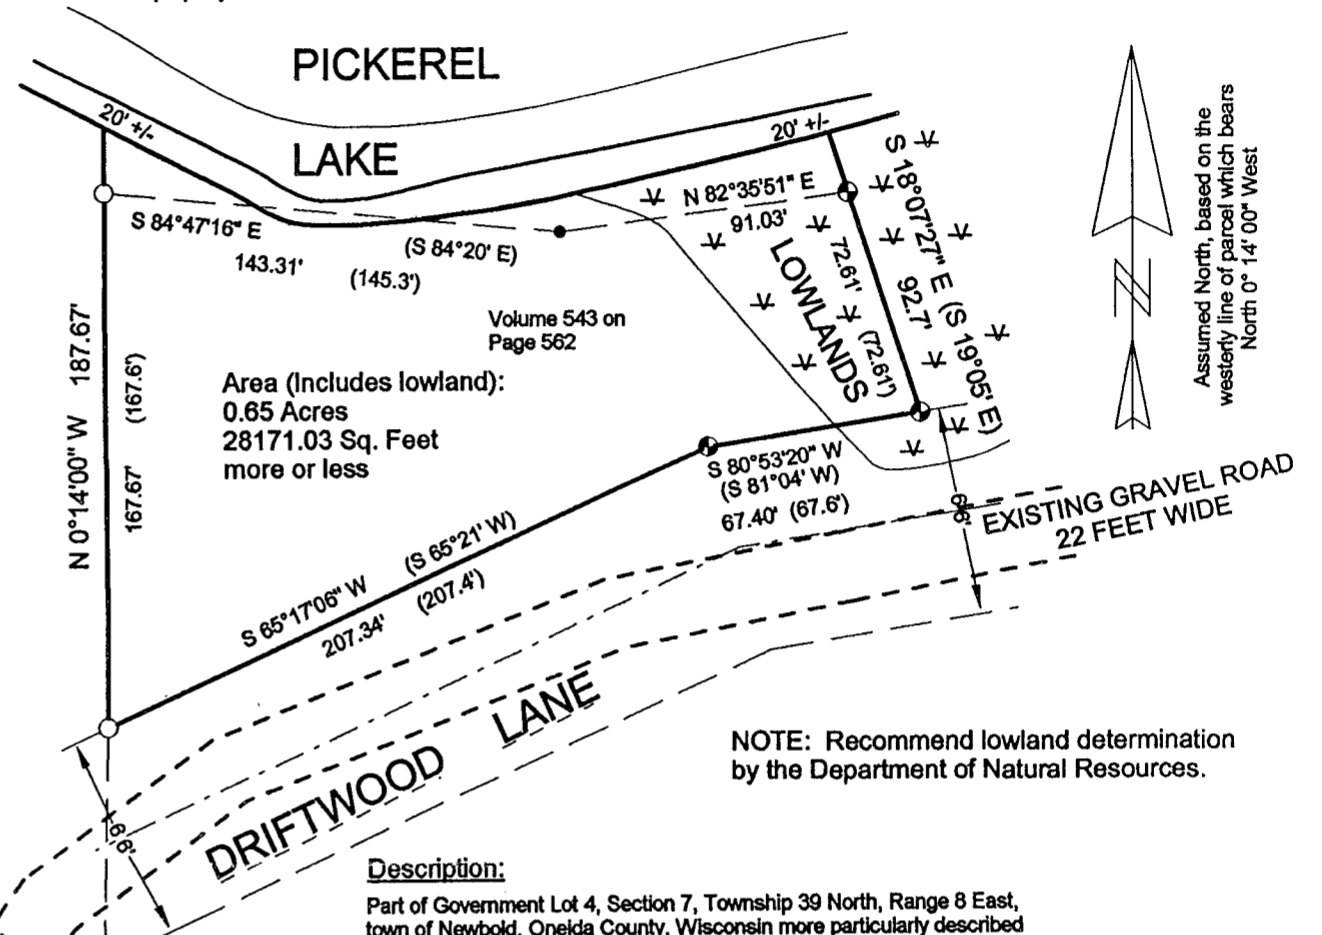 PICKEREL
LAKE
20' +/-
20' +/-
S 84°47'16" E
143.31'
(S 84°20' E)
(145.3')
N 82°35'51" E
91.03'
S 18°07'27" E (S 19°05' E)
92.7'
72.61' (72.61')
LOWLANDS
Volume 543 on
Page 562
Area (Includes lowland):
0.65 Acres
28171.03 Sq. Feet
more or less
N 0°14'00" W 187.67'
167.67' (167.6')
S 80°53'20" W
(S 81°04' W)
67.40' (67.6')
S 65°17'06" W (S 65°21' W)
207.34' (207.4')
66'
EXISTING GRAVEL ROAD
22 FEET WIDE
N
Assumed North, based on the
westerly line of parcel which bears
North 0° 14' 00" West
DRIFTWOOD LANE
66'
NOTE: Recommend lowland determination
by the Department of Natural Resources.
Description:
Part of Government Lot 4, Section 7, Township 39 North, Range 8 East,
town of Newbold, Oneida County, Wisconsin more particularly described